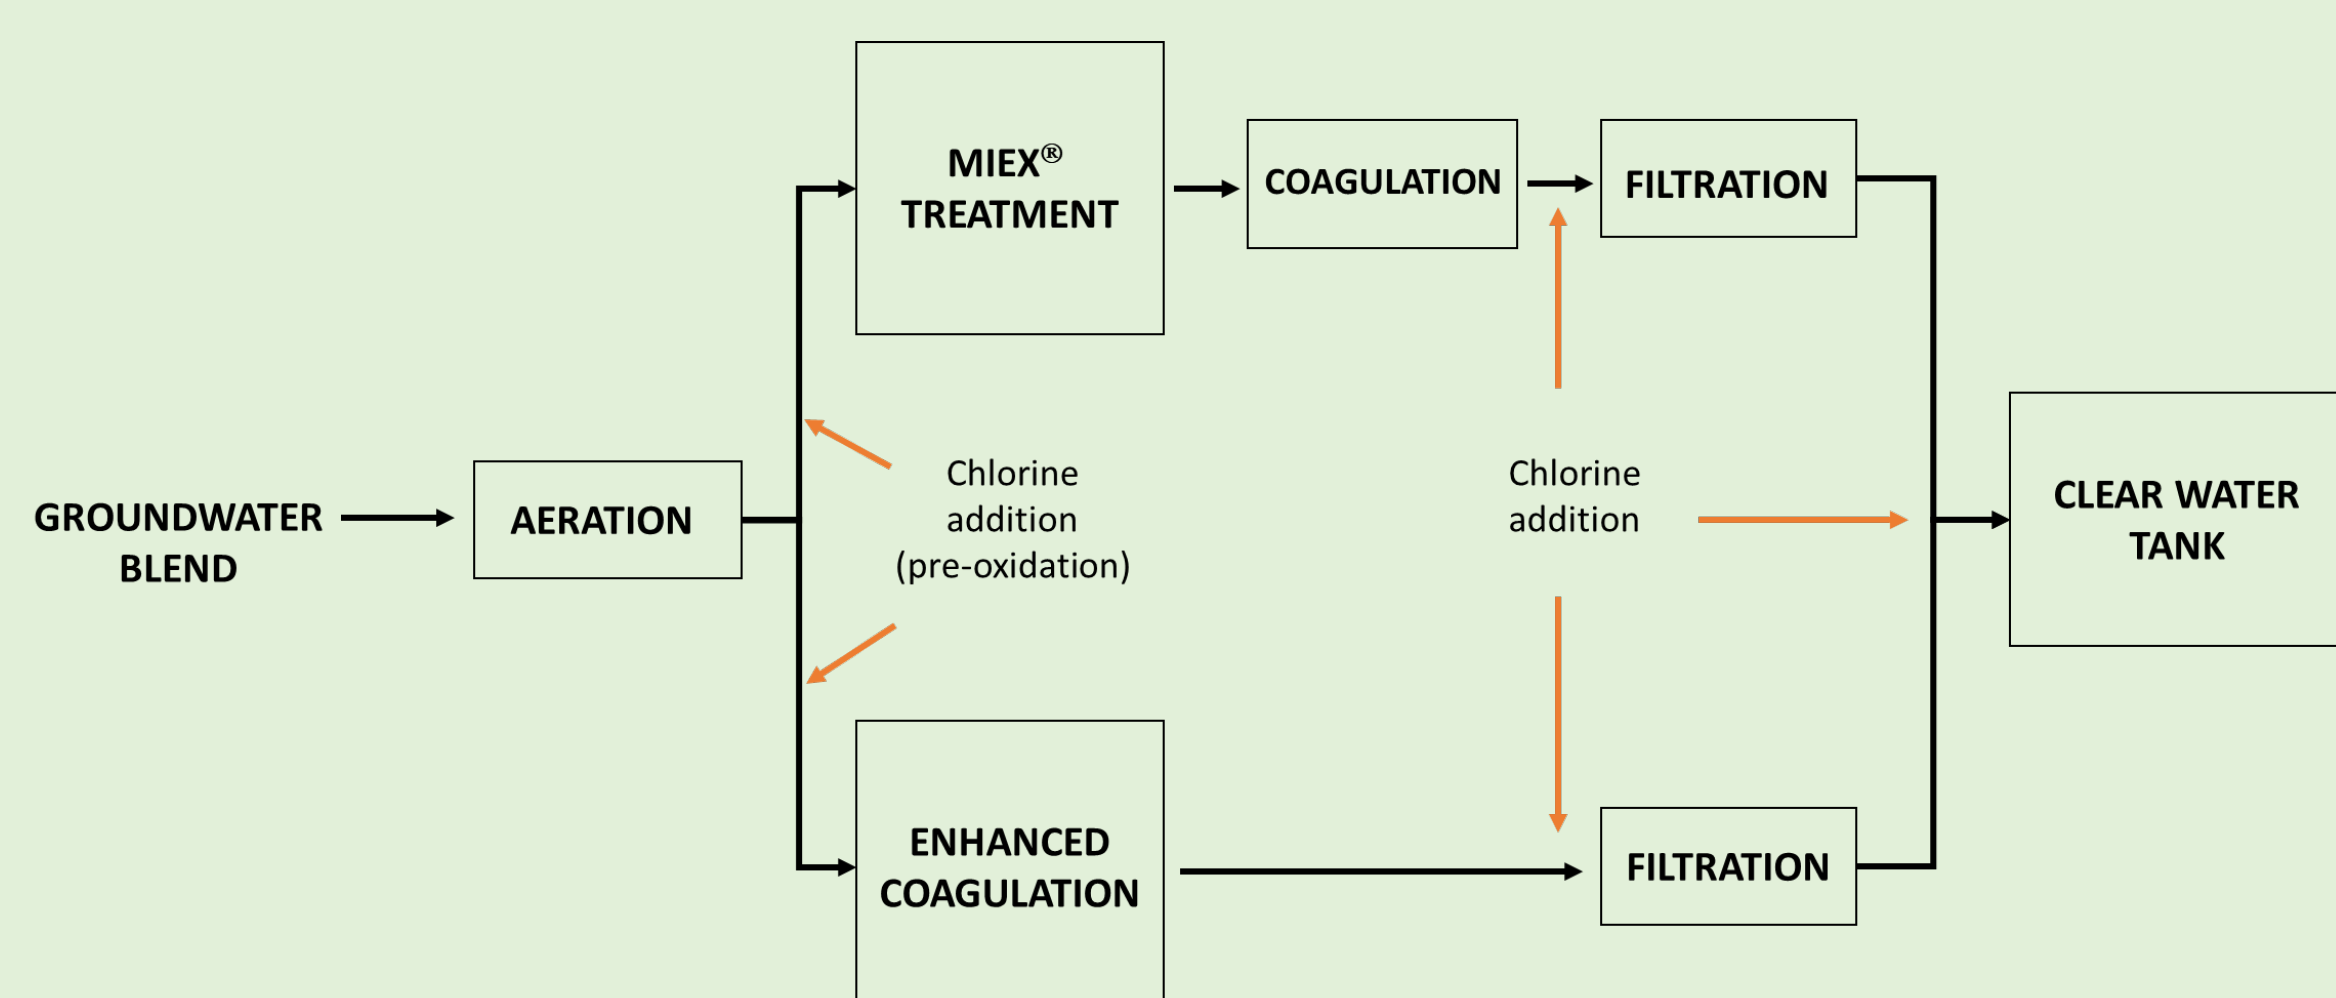 MIEX®
TREATMENT
COAGULATION
FILTRATION
GROUNDWATER
BLEND
AERATION
Chlorine
addition
(pre-oxidation)
Chlorine
addition
CLEAR WATER
TANK
ENHANCED
COAGULATION
FILTRATION